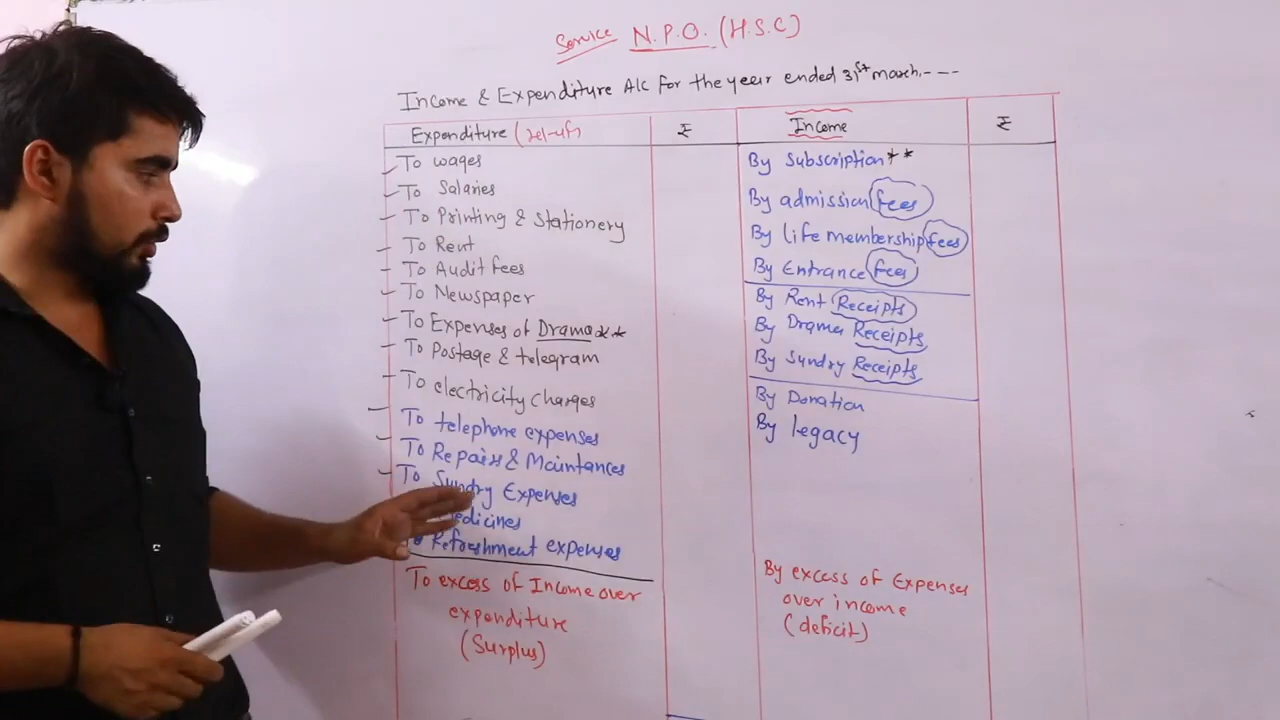 Service N.P.O. (H.S.C)
Income & Expenditure A/c for the year ended 31st march.----
Expenditure
₹
Income
₹
To wages
To Salaries
To Printing & Stationery
To Rent
To Audit fees
To Newspaper
To Expenses of Drama**
To Postage & telegram
To electricity charges
To telephone expenses
To Repairs & Maintances
To Sundry Expenses
Medicines
To Refreshment expenses
To excess of Income over
expenditure
(Surplus)
By Subscription**
By admission fees
By life membership fees
By Entrance fees
By Rent Receipts
By Drama Receipts
By Sundry Receipts
By Donation
By legacy
By excess of Expenses
over income
(deficit)